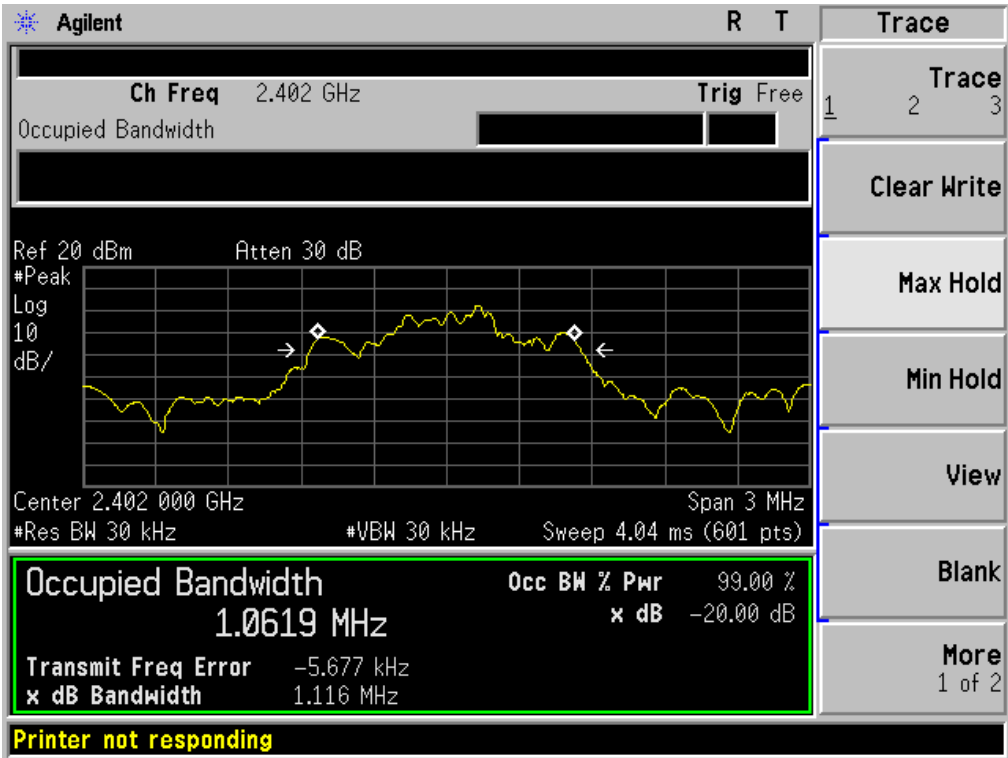 Agilent R T Trace
Ch Freq 2.402 GHz Trig Free
Occupied Bandwidth
Trace
1 2 3
Clear Write
Max Hold
Min Hold
View
Blank
More
1 of 2
Ref 20 dBm Atten 30 dB
#Peak
Log
10
dB/
Center 2.402 000 GHz Span 3 MHz
#Res BW 30 kHz #VBW 30 kHz Sweep 4.04 ms (601 pts)
Occupied Bandwidth Occ BW % Pwr 99.00 %
1.0619 MHz x dB -20.00 dB
Transmit Freq Error -5.677 kHz
x dB Bandwidth 1.116 MHz
Printer not responding